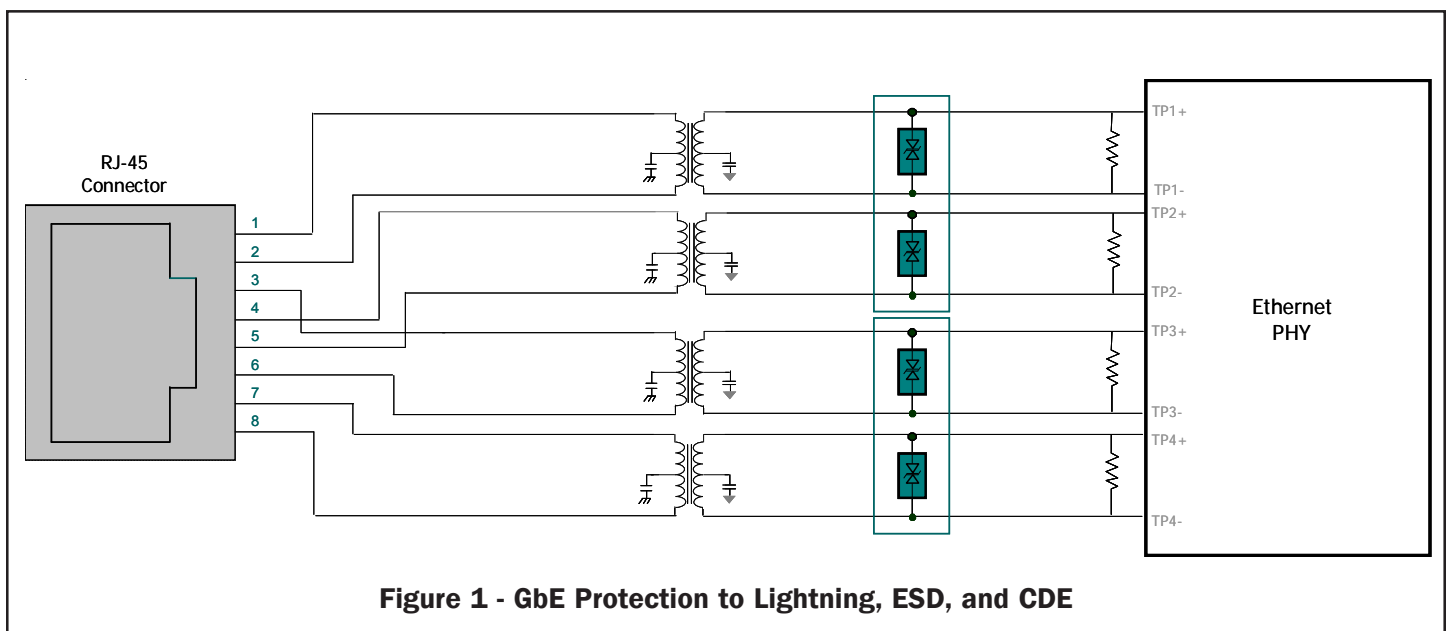 RJ-45
Connector
1
2
3
4
5
6
7
8
TP1+
TP1-
TP2+
TP2-
TP3+
TP3-
TP4+
TP4-
Ethernet
PHY
Figure 1 - GbE Protection to Lightning, ESD, and CDE